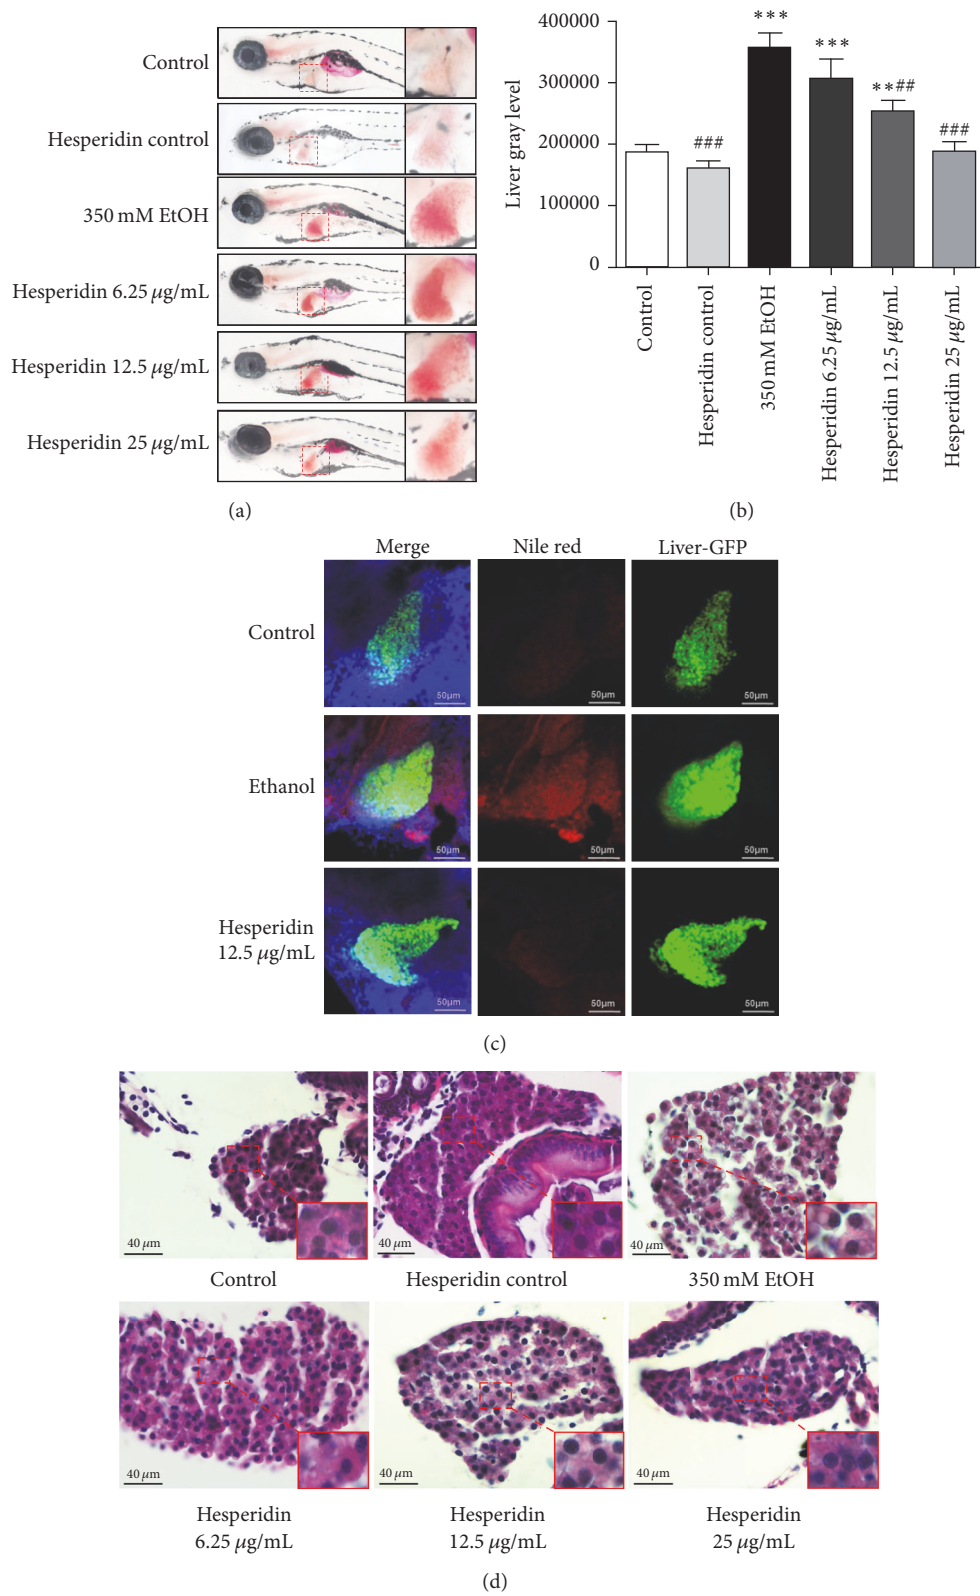 Control
Hesperidin control
350 mM EtOH
Hesperidin 6.25 μg/mL
Hesperidin 12.5 μg/mL
Hesperidin 25 μg/mL
(a)
Liver gray level
400000
300000
200000
100000
0
###
***
***
**##
###
Control
Hesperidin control
350 mM EtOH
Hesperidin 6.25 μg/mL
Hesperidin 12.5 μg/mL
Hesperidin 25 μg/mL
(b)
Merge
Nile red
Liver-GFP
Control
50μm
50μm
50μm
Ethanol
50μm
50μm
50μm
Hesperidin
12.5 μg/mL
50μm
50μm
50μm
(c)
40 μm
40 μm
40 μm
Control
Hesperidin control
350 mM EtOH
40 μm
40 μm
40 μm
Hesperidin
6.25 μg/mL
Hesperidin
12.5 μg/mL
Hesperidin
25 μg/mL
(d)